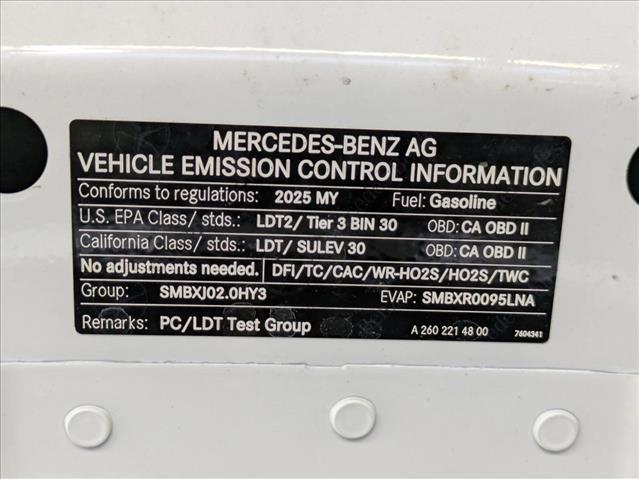 MERCEDES-BENZ AG
VEHICLE EMISSION CONTROL INFORMATION
Conforms to regulations: 2025 MY Fuel: Gasoline
U.S. EPA Class/ stds.: LDT2/ Tier 3 BIN 30 OBD: CA OBD II
California Class/ stds.: LDT/ SULEV 30 OBD: CA OBD II
No adjustments needed. DFI/TC/CAC/WR-HO2S/HO2S/TWC
Group: SMBXJ02.0HY3 EVAP: SMBXR0095LNA
Remarks: PC/LDT Test Group A 260 221 48 00 7604341